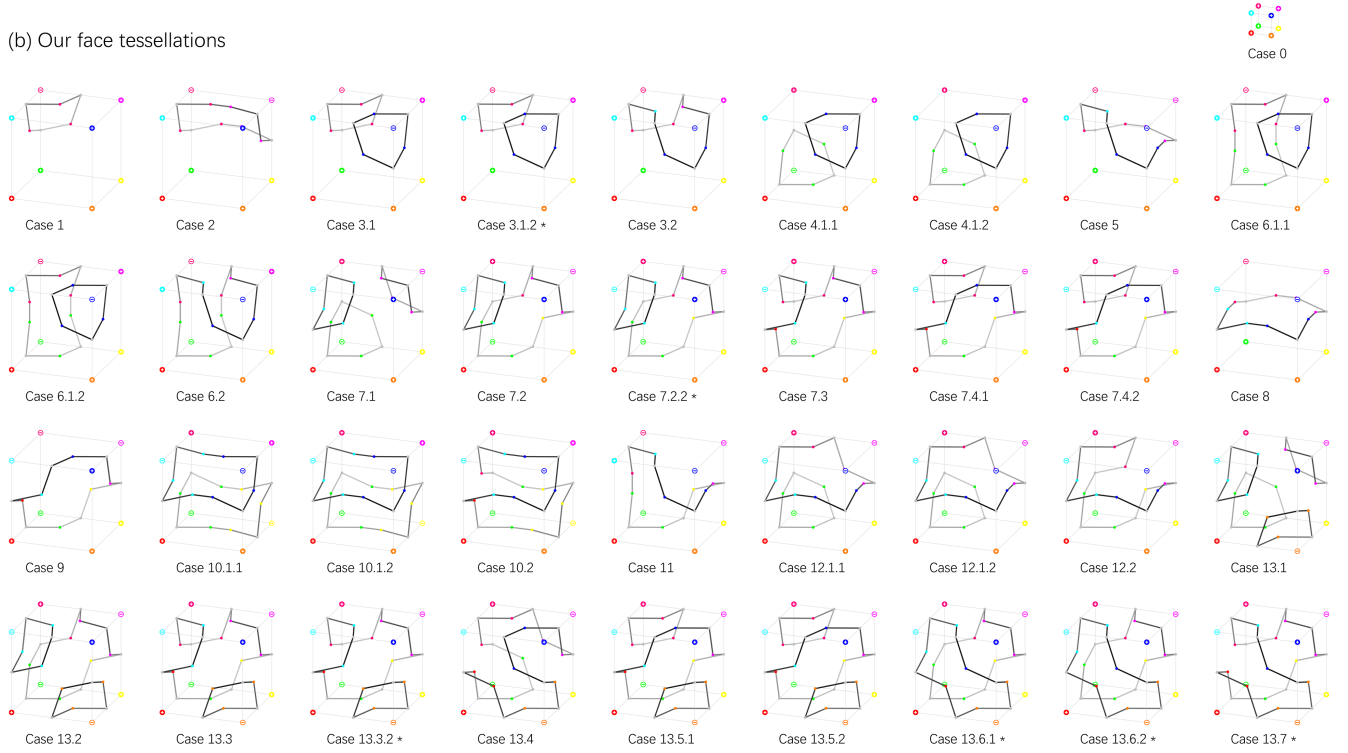 (b) Our face tessellations
Case 0
Case 1 Case 2 Case 3.1 Case 3.1.2 * Case 3.2 Case 4.1.1 Case 4.1.2 Case 5 Case 6.1.1
Case 6.1.2 Case 6.2 Case 7.1 Case 7.2 Case 7.2.2 * Case 7.3 Case 7.4.1 Case 7.4.2 Case 8
Case 9 Case 10.1.1 Case 10.1.2 Case 10.2 Case 11 Case 12.1.1 Case 12.1.2 Case 12.2 Case 13.1
Case 13.2 Case 13.3 Case 13.3.2 * Case 13.4 Case 13.5.1 Case 13.5.2 Case 13.6.1 * Case 13.6.2 * Case 13.7 *